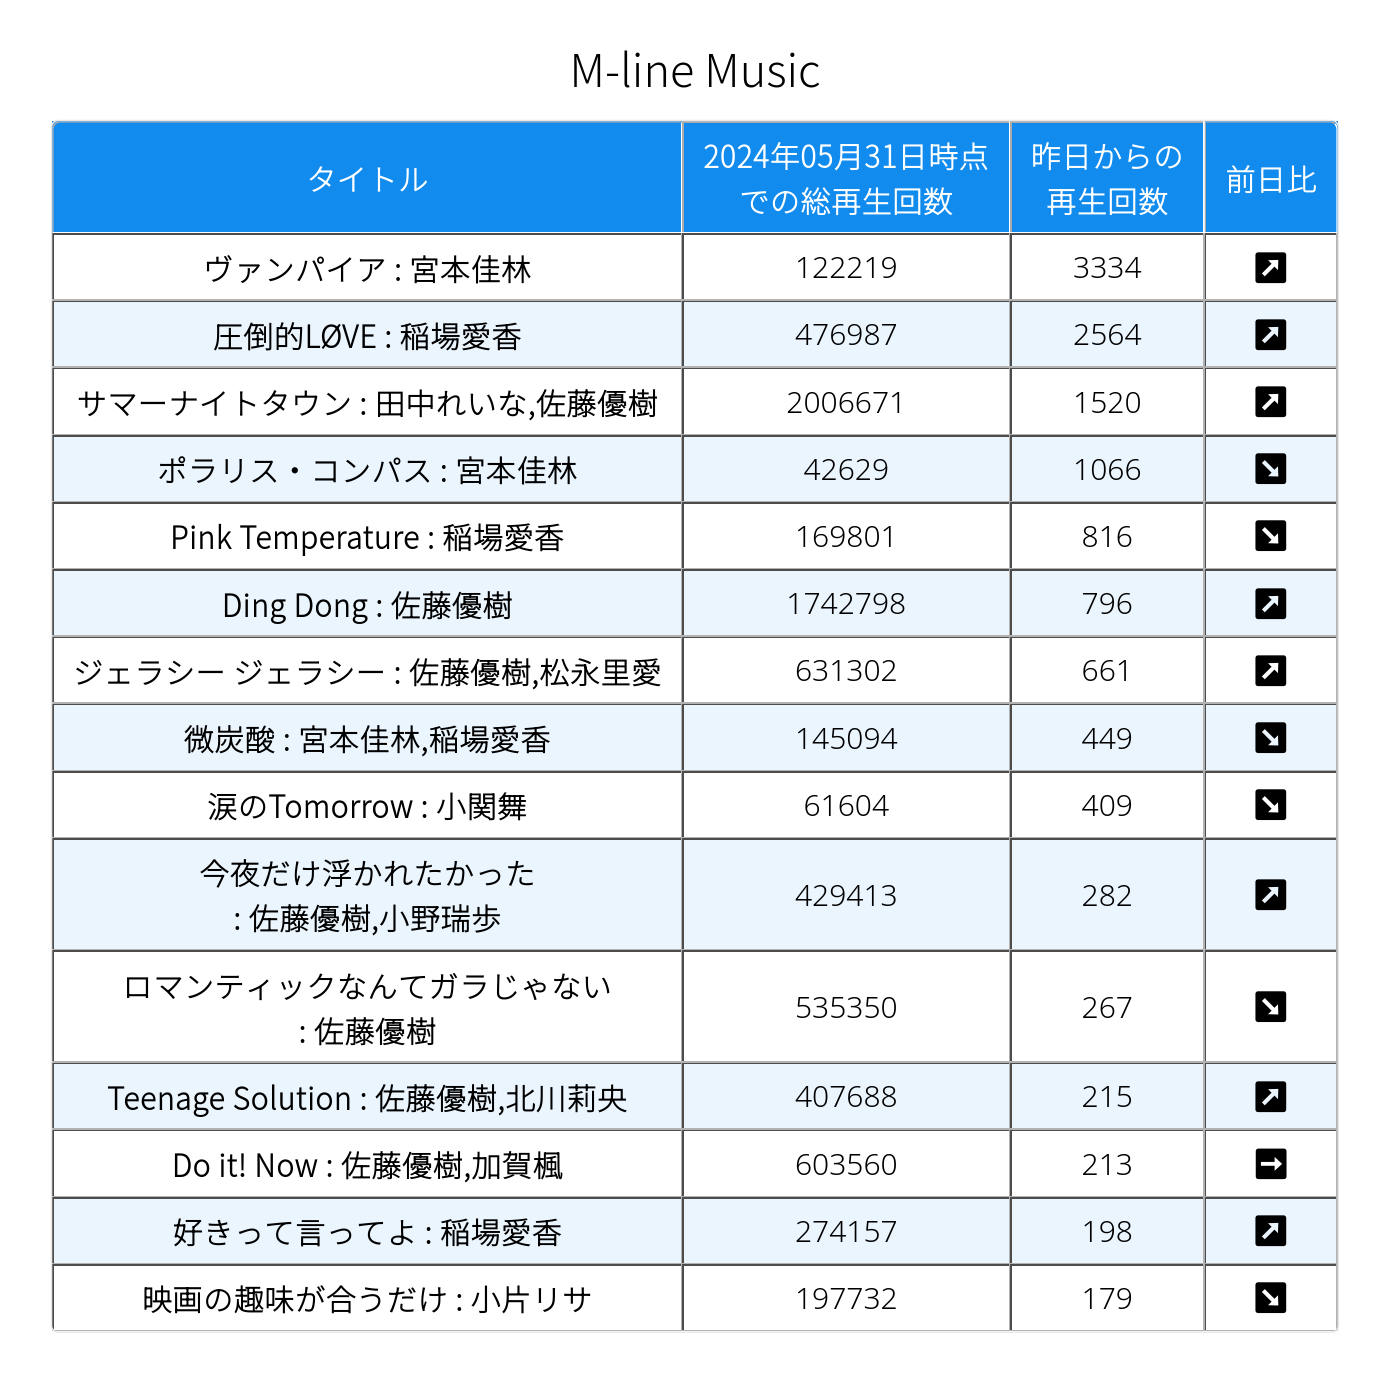 M-line Music
タイトル
2024年05月31日時点
での総再生回数
昨日からの
再生回数
前日比
ヴァンパイア : 宮本佳林 122219 3334 ↗
圧倒的LØVE : 稲場愛香 476987 2564 ↗
サマーナイトタウン : 田中れいな,佐藤優樹 2006671 1520 ↗
ポラリス・コンパス : 宮本佳林 42629 1066 ↘
Pink Temperature : 稲場愛香 169801 816 ↘
Ding Dong : 佐藤優樹 1742798 796 ↗
ジェラシー ジェラシー : 佐藤優樹,松永里愛 631302 661 ↗
微炭酸 : 宮本佳林,稲場愛香 145094 449 ↘
涙のTomorrow : 小関舞 61604 409 ↘
今夜だけ浮かれたかった
: 佐藤優樹,小野瑞歩 429413 282 ↗
ロマンティックなんてガラじゃない
: 佐藤優樹 535350 267 ↘
Teenage Solution : 佐藤優樹,北川莉央 407688 215 ↗
Do it! Now : 佐藤優樹,加賀楓 603560 213 →
好きって言ってよ : 稲場愛香 274157 198 ↗
映画の趣味が合うだけ : 小片リサ 197732 179 ↘